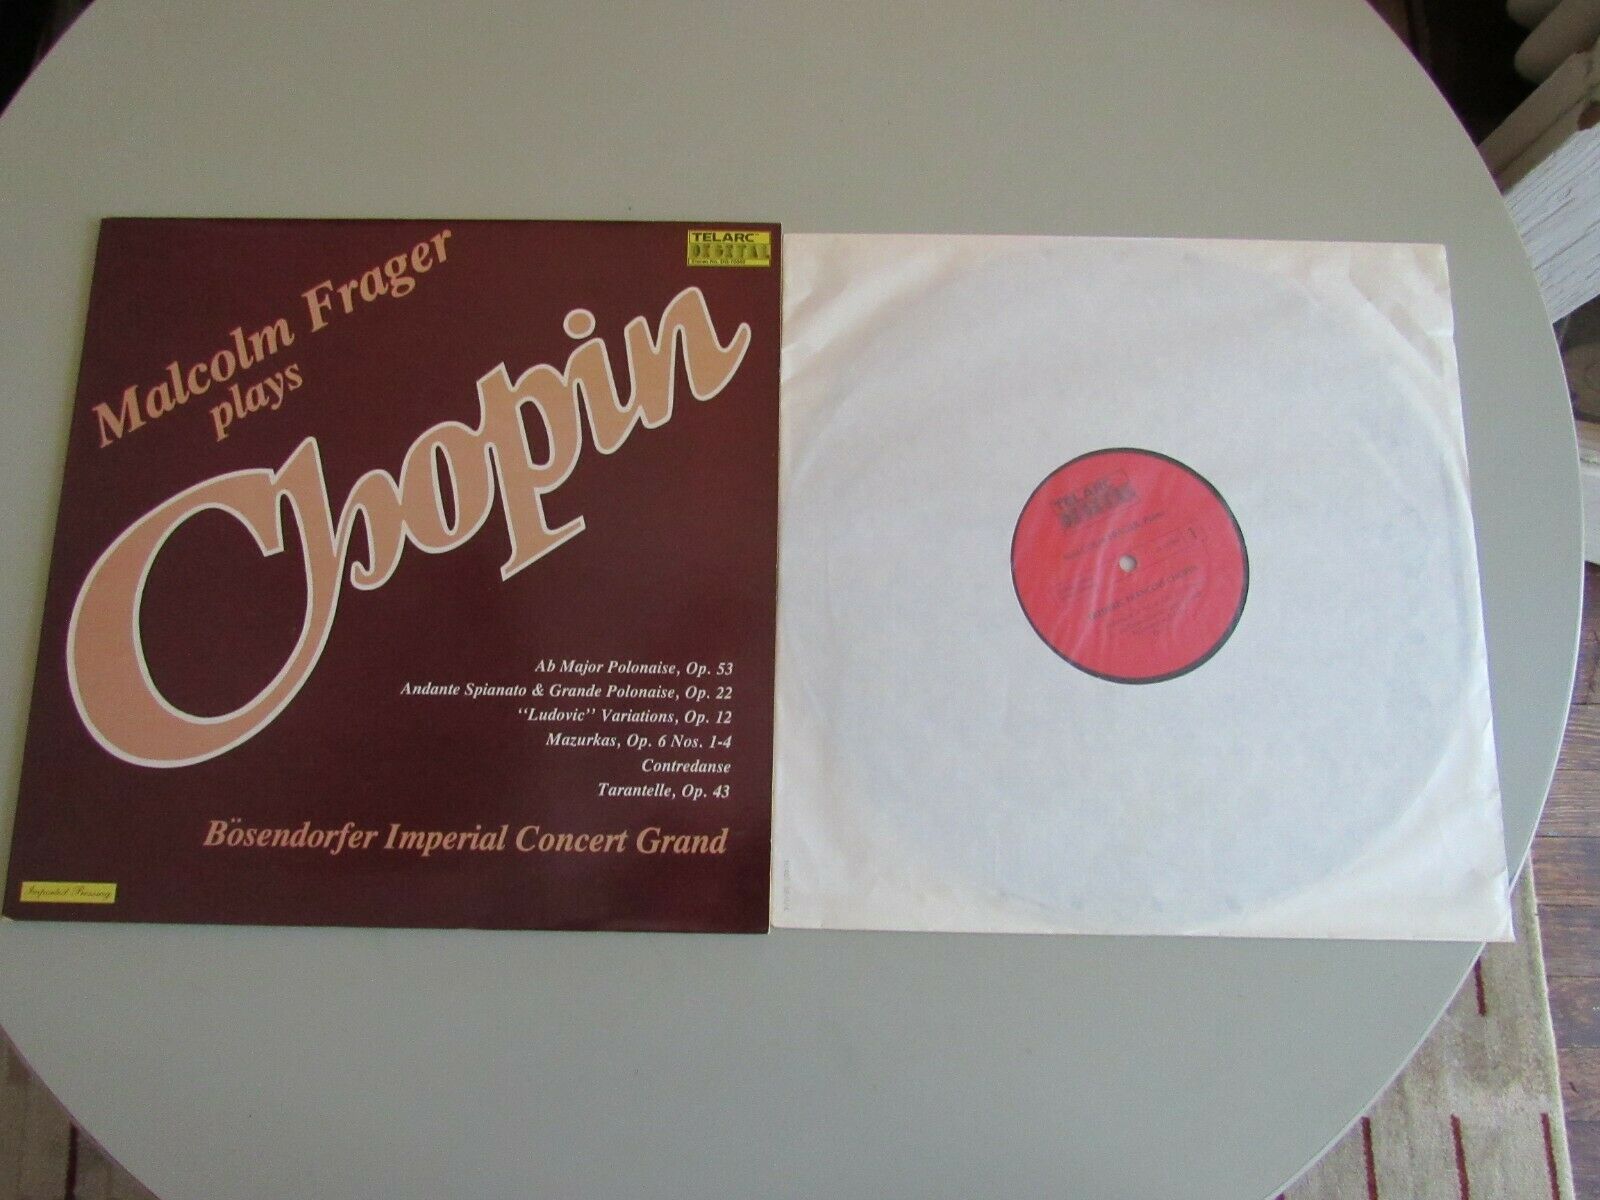 Malcolm Frager
plays
Chopin
TELARC™
DIGITAL
Ab Major Polonaise, Op. 53
Andante Spianato & Grande Polonaise, Op. 22
“Ludovic” Variations, Op. 12
Mazurkas, Op. 6 Nos. 1-4
Contredanse
Tarantelle, Op. 43
Bösendorfer Imperial Concert Grand
Imported Pressing
TELARC